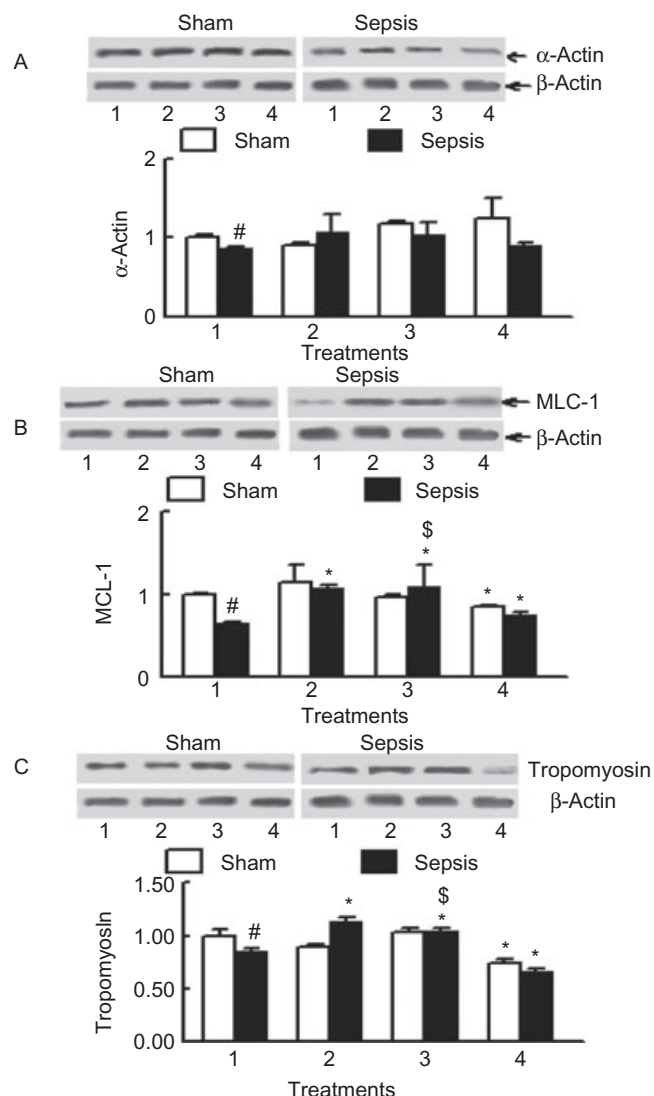 Sham Sepsis
A
α-Actin
β-Actin
1 2 3 4 1 2 3 4
Sham Sepsis
2
1
0
α-Actin
#
1 2 3 4
Treatments
Sham Sepsis
B
MLC-1
β-Actin
1 2 3 4 1 2 3 4
Sham Sepsis
2
1
0
MCL-1
# * $ * * *
1 2 3 4
Treatments
Sham Sepsis
C
Tropomyosin
β-Actin
1 2 3 4 1 2 3 4
Sham Sepsis
1.50
1.00
0.50
0.00
Tropomyosln
# * $ * * *
1 2 3 4
Treatments